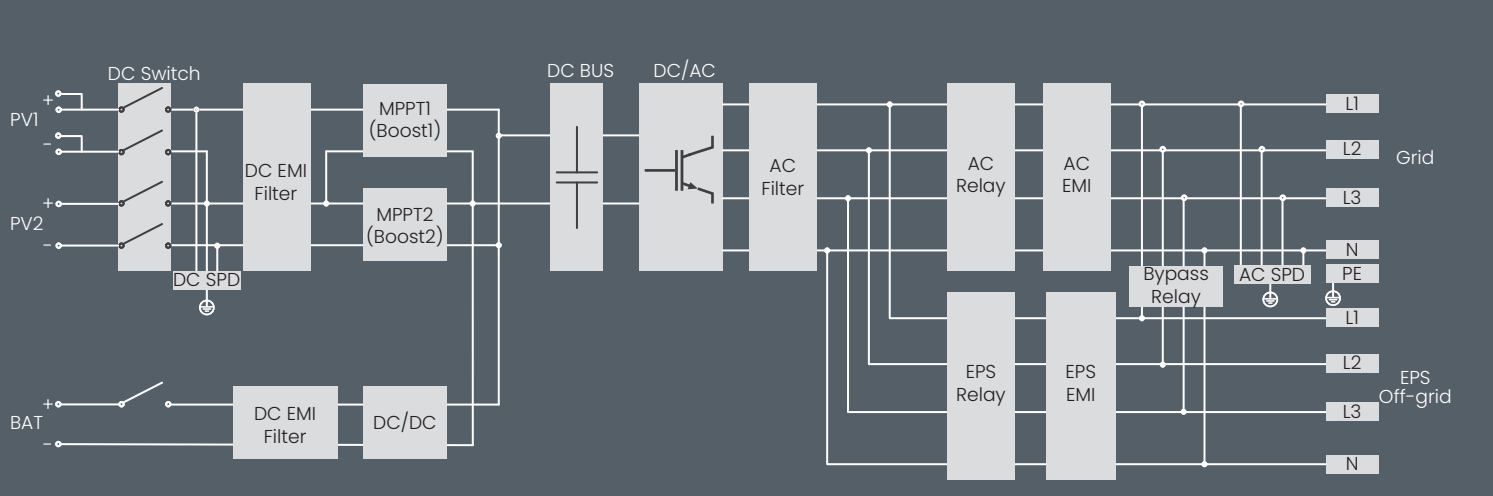 DC Switch
DC BUS
DC/AC
PV1
+
−
PV2
+
−
DC EMI
Filter
DC SPD
MPPT1
(Boost1)
MPPT2
(Boost2)
AC
Filter
AC
Relay
AC
EMI
Bypass
Relay
AC SPD
L1
L2
L3
N
PE
Grid
BAT
+
−
DC EMI
Filter
DC/DC
EPS
Relay
EPS
EMI
L1
L2
L3
N
EPS
Off-grid